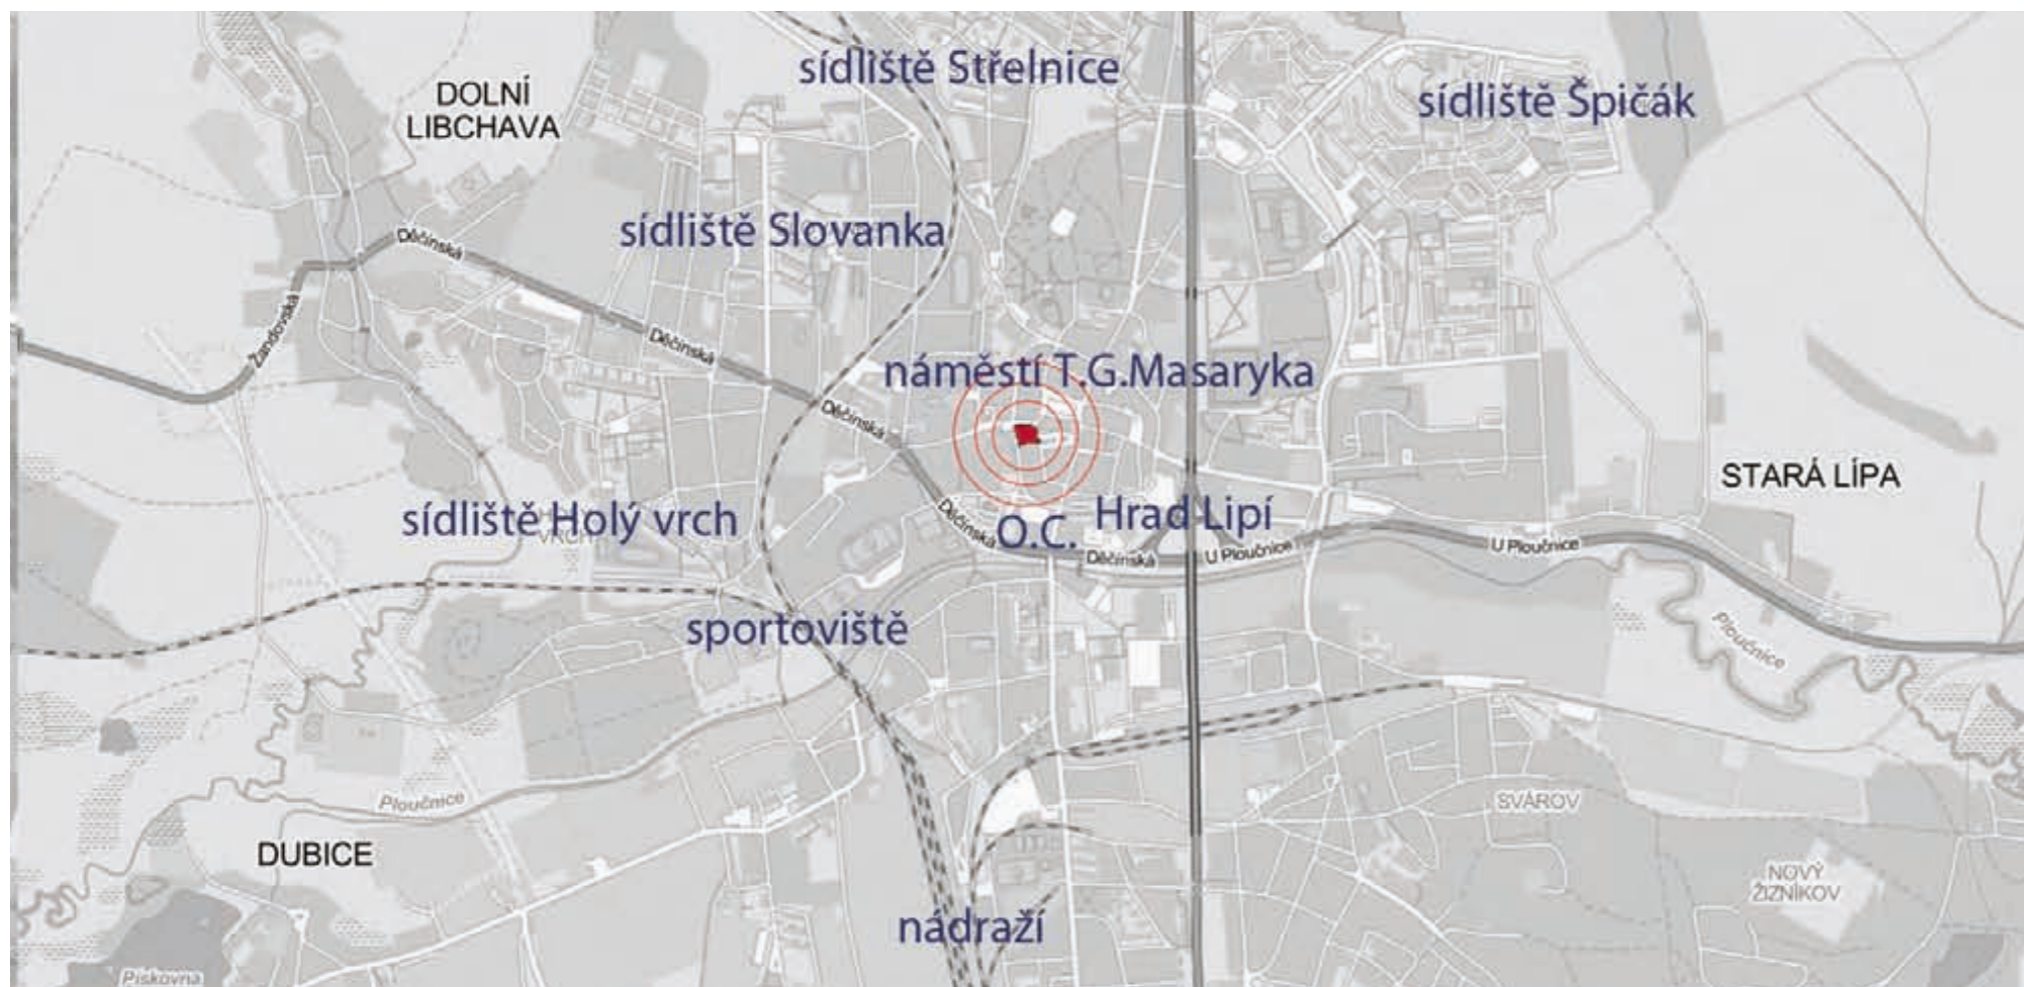 sídliště Střelnice
DOLNÍ
LIBCHAVA
sídliště Špičák
sídliště Slovanka
Děčínská
Žandovská
Děčínská
náměstí T.G.Masaryka
Děčínská
STARÁ LÍPA
sídliště Holý vrch
VRCH
Děčínská
O.C.
Hrad Lipí
Děčínská
U Ploučnice
U Ploučnice
sportoviště
Ploučnice
Ploučnice
SVÁROV
DUBICE
NOVÝ
ŽIZNÍKOV
nádraží
Pískovna